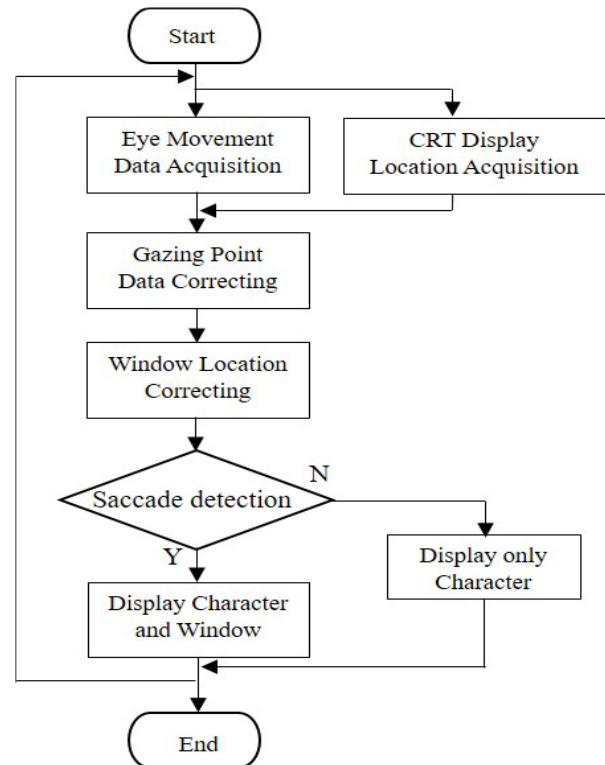 Start
Eye Movement
Data Acquisition
CRT Display
Location Acquisition
Gazing Point
Data Correcting
Window Location
Correcting
Saccade detection
N
Y
Display only
Character
Display Character
and Window
End